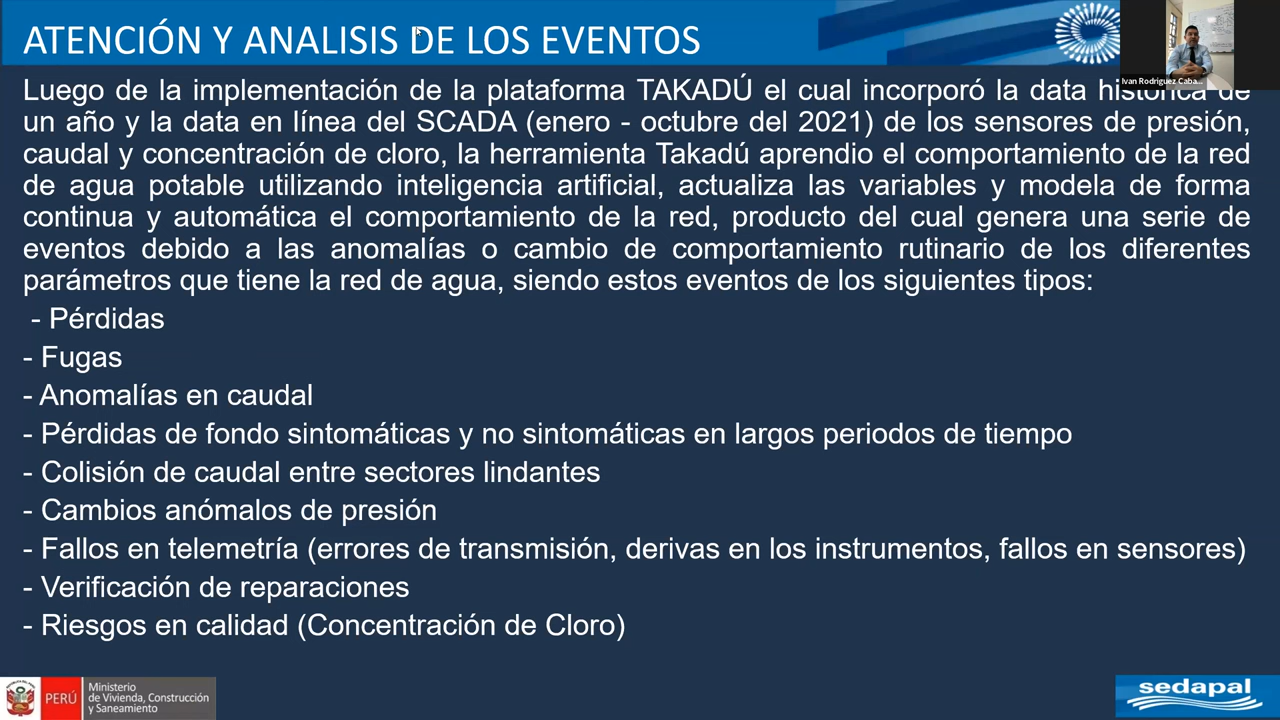 ATENCIÓN Y ANALISIS DE LOS EVENTOS
Ivan Rodriguez Caba...
Luego de la implementación de la plataforma TAKADÚ el cual incorporó la data histórica de
un año y la data en línea del SCADA (enero - octubre del 2021) de los sensores de presión,
caudal y concentración de cloro, la herramienta Takadú aprendio el comportamiento de la red
de agua potable utilizando inteligencia artificial, actualiza las variables y modela de forma
continua y automática el comportamiento de la red, producto del cual genera una serie de
eventos debido a las anomalías o cambio de comportamiento rutinario de los diferentes
parámetros que tiene la red de agua, siendo estos eventos de los siguientes tipos:
- Pérdidas
- Fugas
- Anomalías en caudal
- Pérdidas de fondo sintomáticas y no sintomáticas en largos periodos de tiempo
- Colisión de caudal entre sectores lindantes
- Cambios anómalos de presión
- Fallos en telemetría (errores de transmisión, derivas en los instrumentos, fallos en sensores)
- Verificación de reparaciones
- Riesgos en calidad (Concentración de Cloro)
PERÚ
Ministerio
de Vivienda, Construcción
y Saneamiento
sedapal